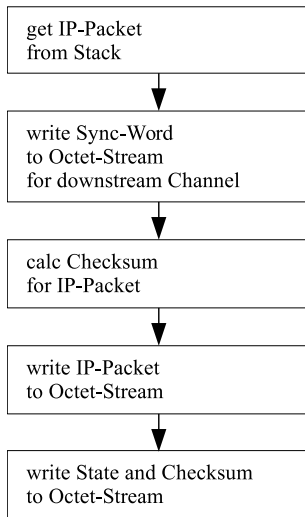 get IP-Packet
from Stack
write Sync-Word
to Octet-Stream
for downstream Channel
calc Checksum
for IP-Packet
write IP-Packet
to Octet-Stream
write State and Checksum
to Octet-Stream